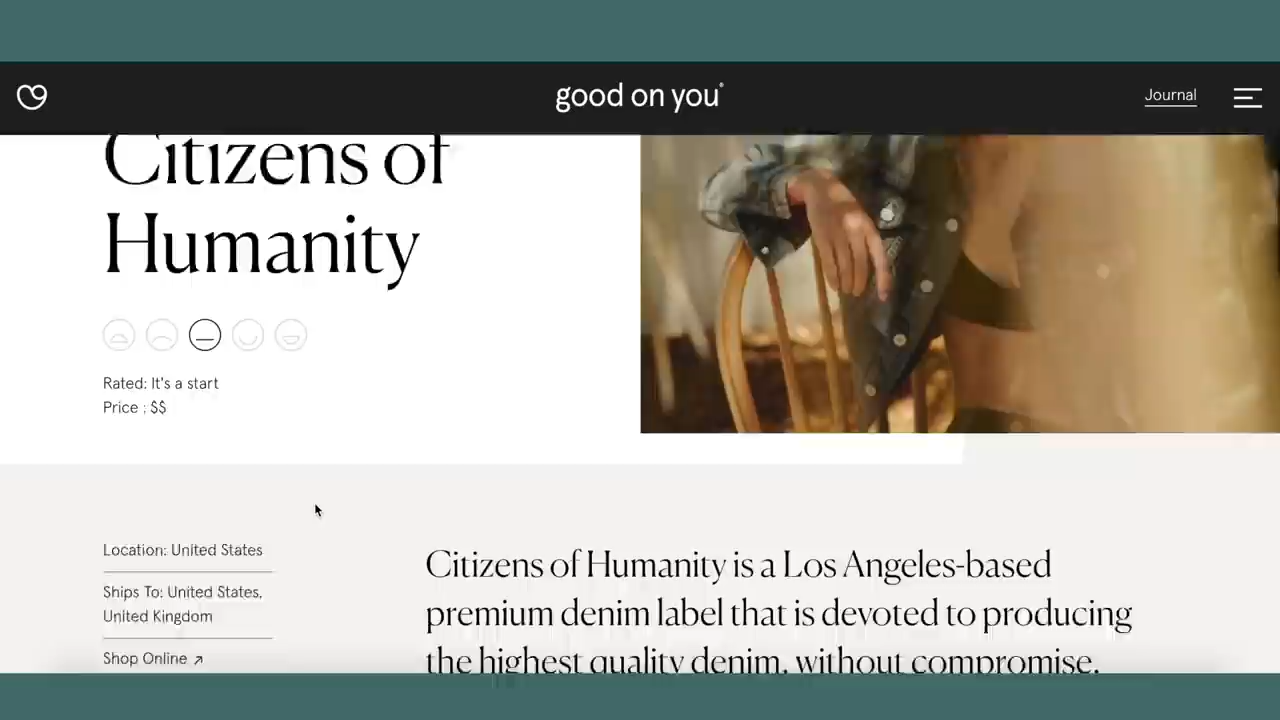 good on you
Journal
Citizens of
Humanity
Rated: It's a start
Price : $$
Location: United States
Ships To: United States,
United Kingdom
Shop Online ↗
Citizens of Humanity is a Los Angeles-based
premium denim label that is devoted to producing
the highest quality denim, without compromise.